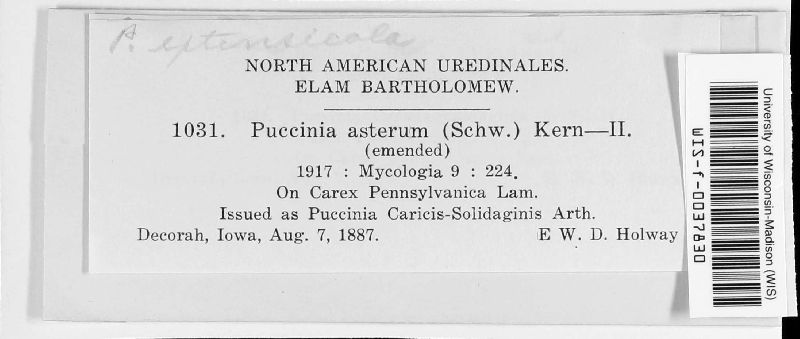 P. extensicola
NORTH AMERICAN UREDINALES.
ELAM BARTHOLOMEW.
1031. Puccinia asterum (Schw.) Kern—II.
(emended)
1917 : Mycologia 9 : 224.
On Carex Pennsylvanica Lam.
Issued as Puccinia Caricis-Solidaginis Arth.
Decorah, Iowa, Aug. 7, 1887. E W. D. Holway
University of Wisconsin-Madison (WIS)
WIS-f-0037830